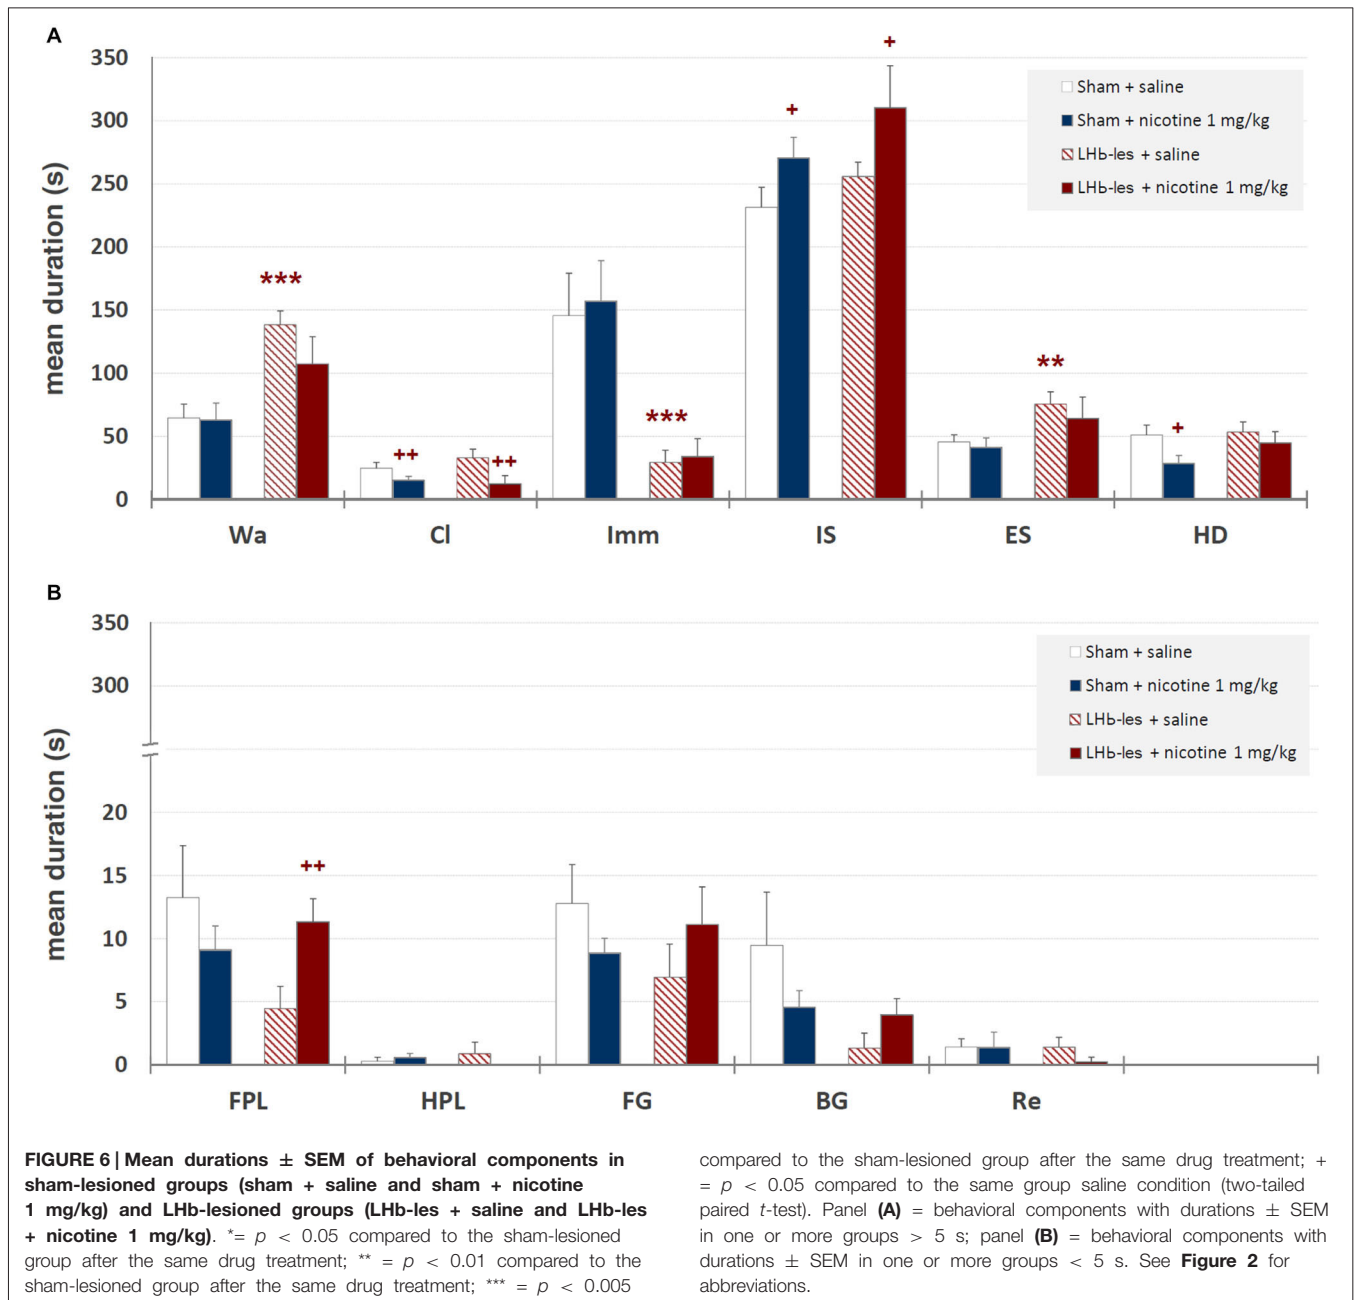 A
350
300
250
200
150
100
50
0
mean duration (s)
Sham + saline
Sham + nicotine 1 mg/kg
LHb-les + saline
LHb-les + nicotine 1 mg/kg
***
++
++
***
+
+
**
+
Wa Cl Imm IS ES HD
B
350
300
20
15
10
5
0
mean duration (s)
Sham + saline
Sham + nicotine 1 mg/kg
LHb-les + saline
LHb-les + nicotine 1 mg/kg
++
FPL HPL FG BG Re
FIGURE 6 | Mean durations ± SEM of behavioral components in
sham-lesioned groups (sham + saline and sham + nicotine
1 mg/kg) and LHb-lesioned groups (LHb-les + saline and LHb-les
+ nicotine 1 mg/kg). *= p < 0.05 compared to the sham-lesioned
group after the same drug treatment; ** = p < 0.01 compared to the
sham-lesioned group after the same drug treatment; *** = p < 0.005
compared to the sham-lesioned group after the same drug treatment; +
= p < 0.05 compared to the same group saline condition (two-tailed
paired t-test). Panel (A) = behavioral components with durations ± SEM
in one or more groups > 5 s; panel (B) = behavioral components with
durations ± SEM in one or more groups < 5 s. See Figure 2 for
abbreviations.